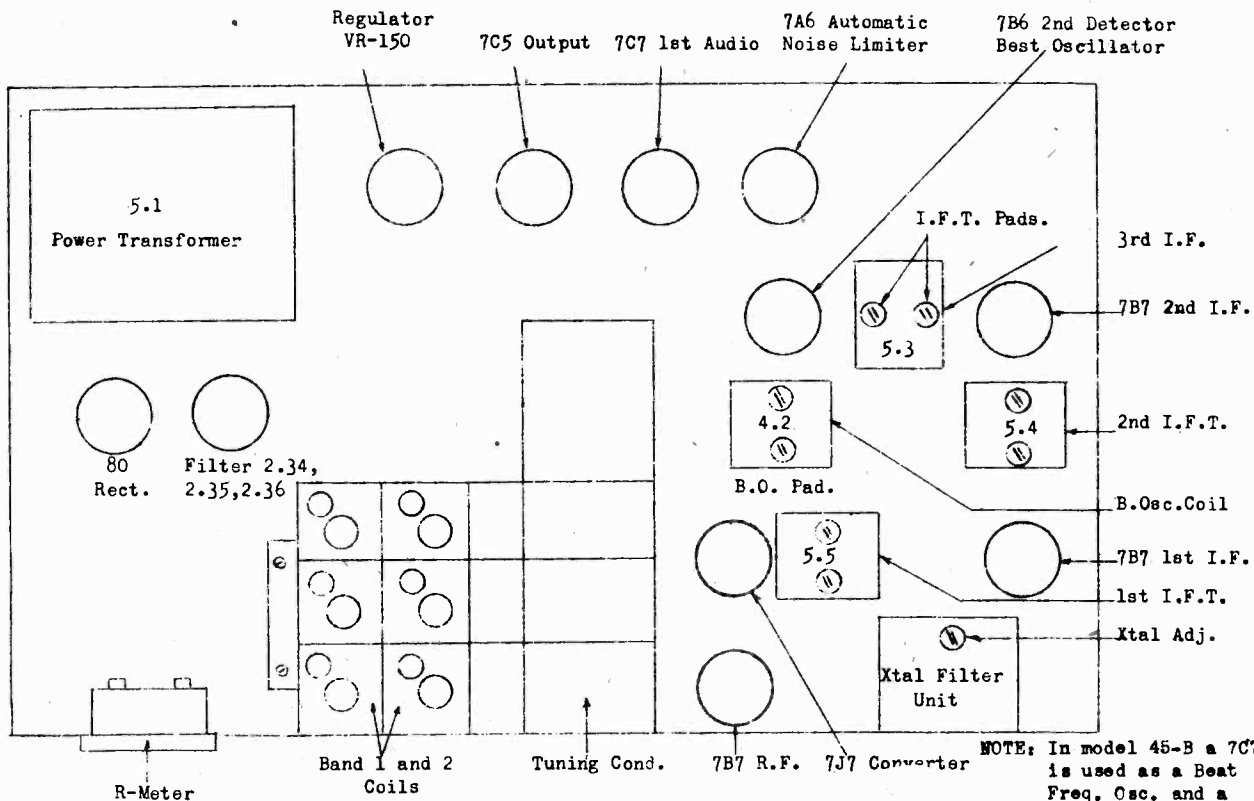 Regulator
VR-150
7C5 Output
7C7 1st Audio
7A6 Automatic
Noise Limiter
7B6 2nd Detector
Best Oscillator
5.1
Power Transformer
I.F.T. Pads.
3rd I.F.
5.3
7B7 2nd I.F.
80
Rect.
Filter 2.34,
2.35,2.36
4.2
B.O. Pad.
5.4
2nd I.F.T.
B.Osc.Coil
5.5
7B7 1st I.F.
1st I.F.T.
Xtal Adj.
Xtal Filter
Unit
R-Meter
Band 1 and 2
Coils
Tuning Cond.
7B7 R.F.
7J7 Converter
NOTE: In model 45-B a 7C7
is used as a Beat
Freq. Osc. and a